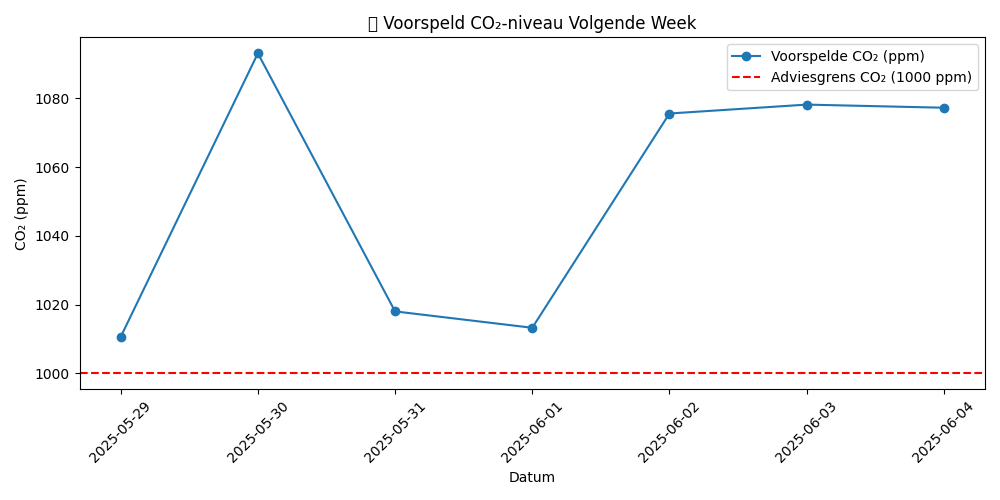 Voorspeld CO₂-niveau Volgende Week
Voorspelde CO₂ (ppm)
Adviesgrens CO₂ (1000 ppm)
CO₂ (ppm)
1080
1060
1040
1020
1000
2025-05-29
2025-05-30
2025-05-31
2025-06-01
2025-06-02
2025-06-03
2025-06-04
Datum